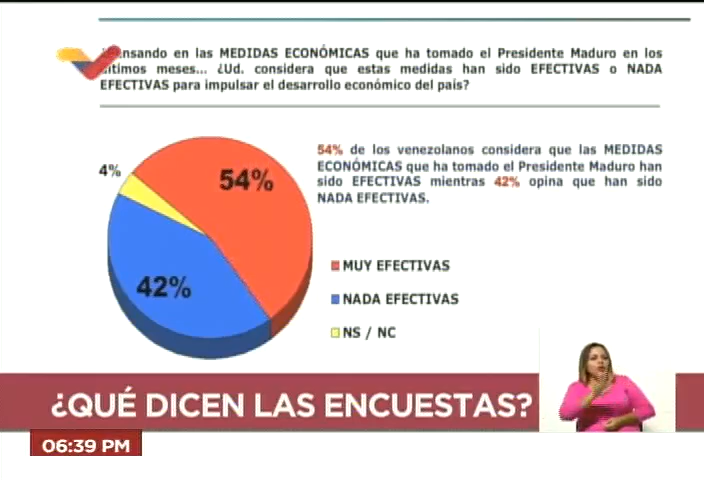 en las MEDIDAS ECONÓMICAS que ha tomado el Presidente Maduro en los
meses... ¿Ud. considera que estas medidas han sido EFECTIVAS o NADA
EFECTIVAS para impulsar el desarrollo económico del país?
54% de los venezolanos considera que las MEDIDAS
ECONÓMICAS que ha tomado el Presidente Maduro han
sido EFECTIVAS mientras 42% opina que han sido
NADA EFECTIVAS.
4%
54%
42%
MUY EFECTIVAS
NADA EFECTIVAS
NS / NC
¿QUÉ DICEN LAS ENCUESTAS?
06:39 PM